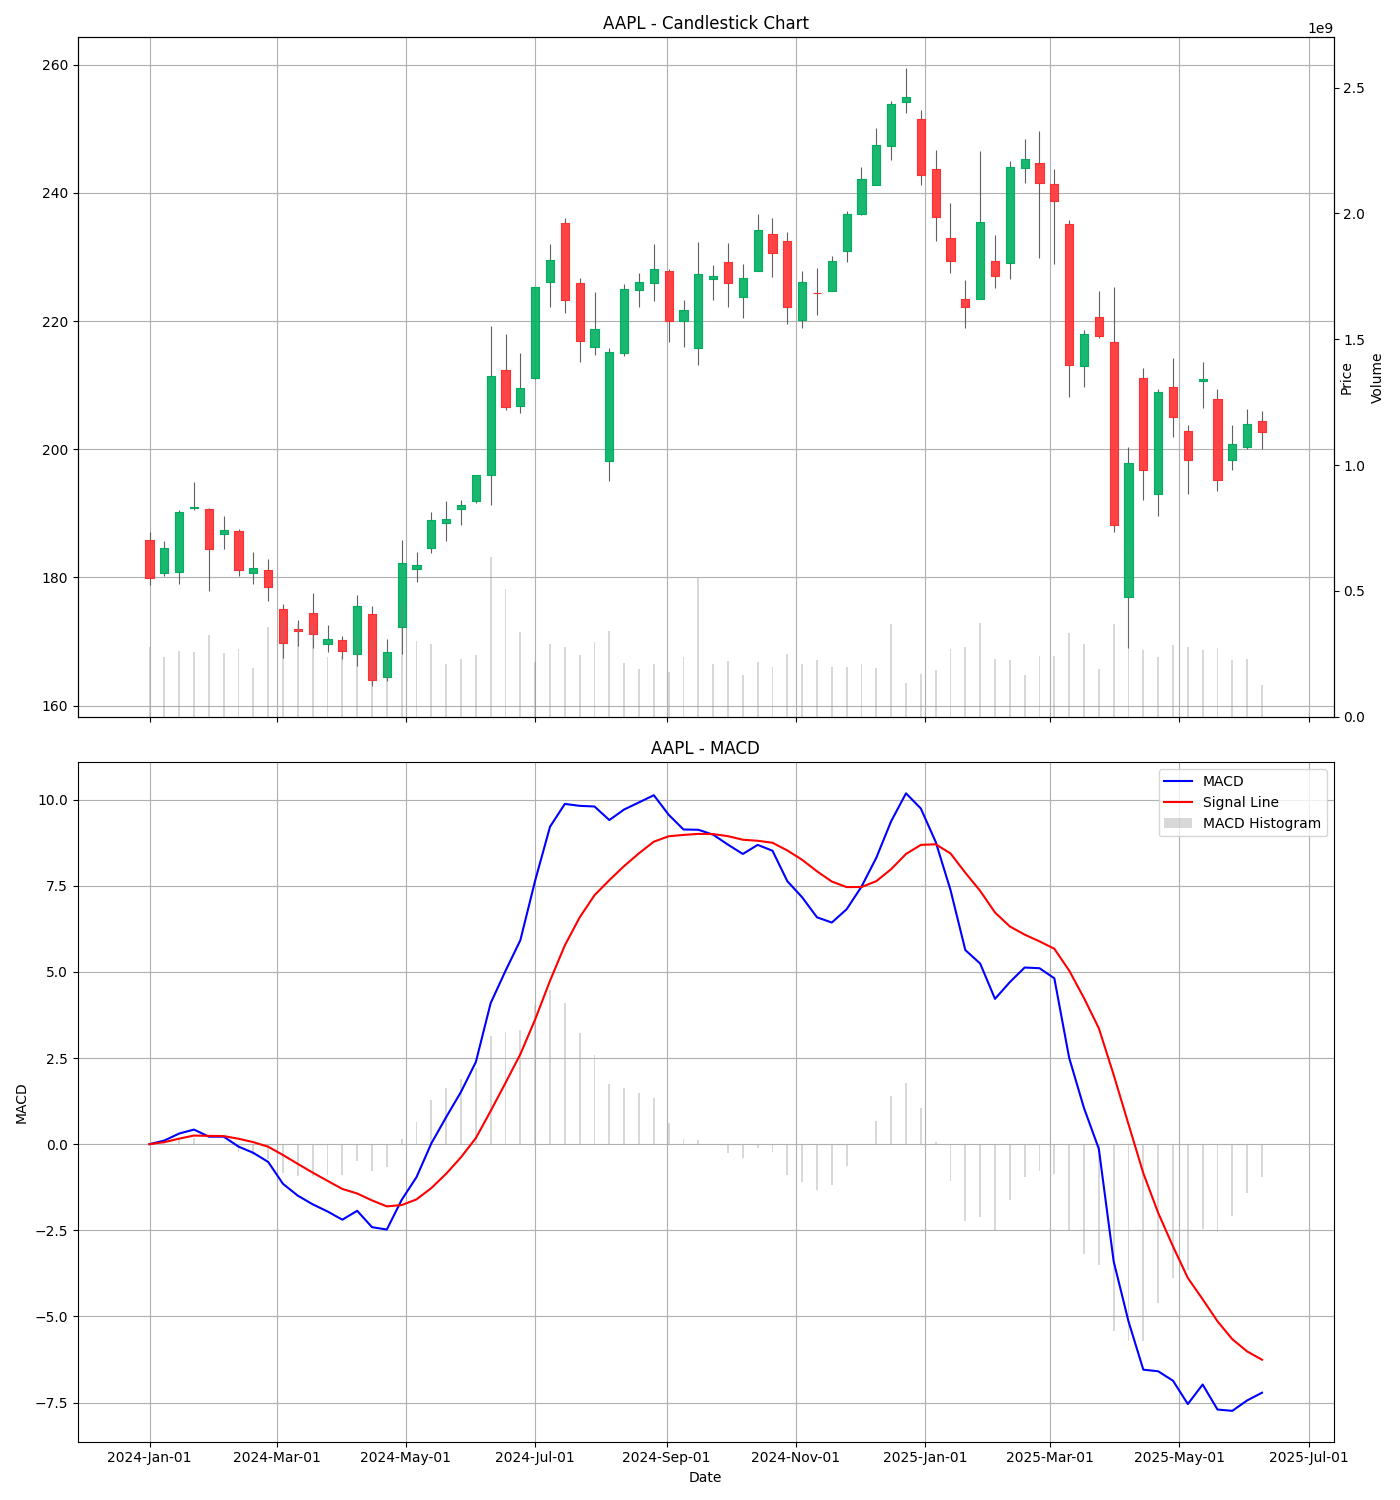 AAPL - Candlestick Chart
1e9
260
240
220
200
180
160
2.5
2.0
1.5
1.0
0.5
0.0
Price
Volume
AAPL - MACD
MACD
Signal Line
MACD Histogram
10.0
7.5
5.0
2.5
0.0
−2.5
−5.0
−7.5
MACD
2024-Jan-01 2024-Mar-01 2024-May-01 2024-Jul-01 2024-Sep-01 2024-Nov-01 2025-Jan-01 2025-Mar-01 2025-May-01 2025-Jul-01
Date